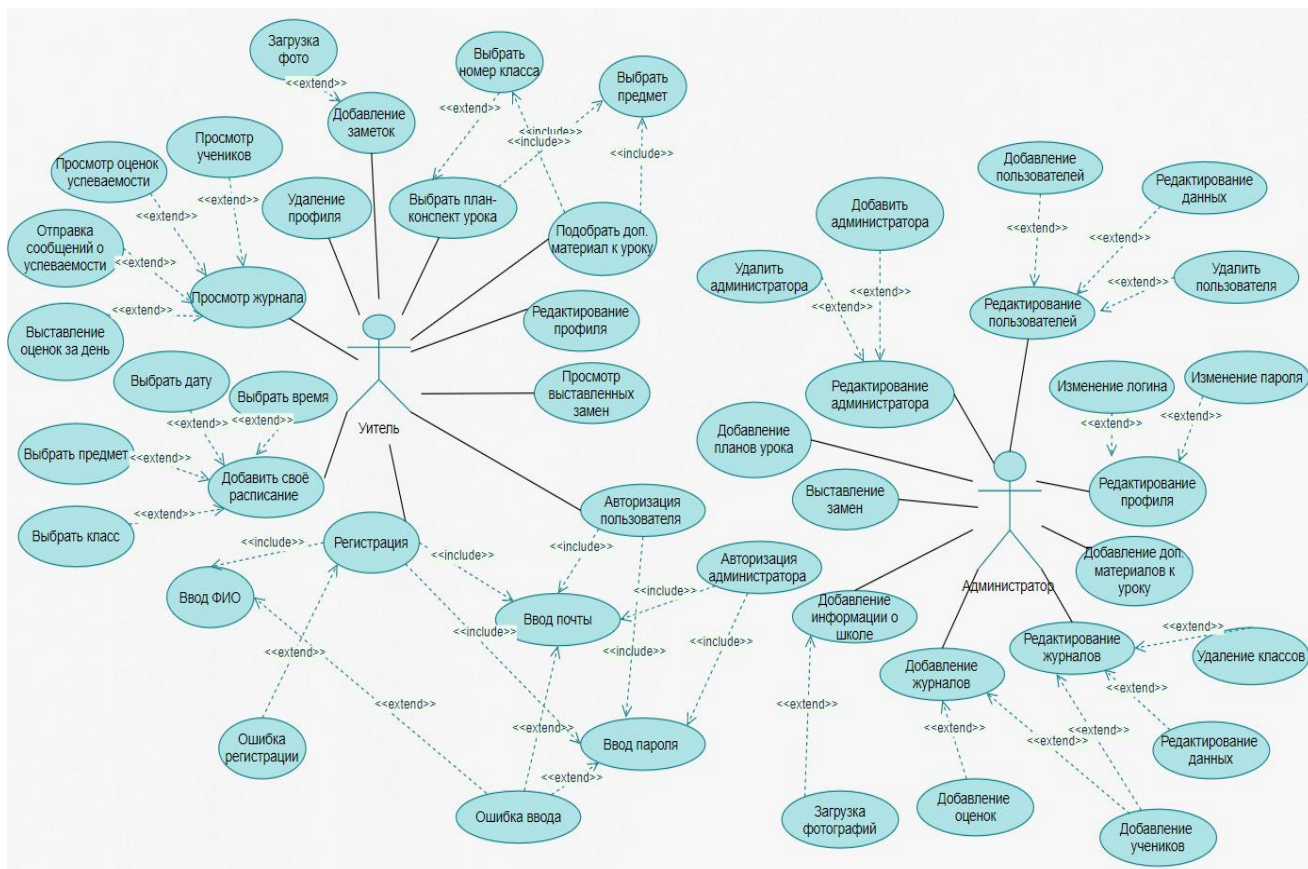 Загрузка
фото
<<extend>>
Добавление
заметок
Выбрать
номер класса
<<extend>>
Выбрать
предмет
<<include>>
<<include>>
<<include>>
Просмотр
учеников
Просмотр оценок
успеваемости
<<extend>>
<<extend>>
Отправка
сообщений о
успеваемости
<<extend>>
<<extend>>
Просмотр журнала
Выставление
оценок за день
Удаление
профиля
Выбрать план-
конспект урока
Подобрать доп.
материал к уроку
Редактирование
профиля
Просмотр
выставленных
замен
Уитель
Выбрать дату
Выбрать время
<<extend>>
<<extend>>
Выбрать предмет
<<extend>>
Добавить своё
расписание
<<extend>>
Выбрать класс
Регистрация
<<include>>
<<include>>
Ввод ФИО
Авторизация
пользователя
<<include>>
Авторизация
администратора
<<include>>
<<include>>
Ввод почты
<<include>>
<<include>>
<<extend>>
<<extend>>
<<extend>>
Ошибка
регистрации
Ввод пароля
<<extend>>
Ошибка ввода
Добавление
пользователей
Редактирование
данных
<<extend>>
<<extend>>
<<extend>>
Удалить
пользователя
Редактирование
пользователей
Добавить
администратора
Удалить
администратора
<<extend>>
<<extend>>
Редактирование
администратора
Изменение логина
Изменение пароля
<<extend>>
<<extend>>
Редактирование
профиля
Добавление
планов урока
Выставление
замен
Администратор
Добавление доп.
материалов к
уроку
Добавление
информации о
школе
<<extend>>
Загрузка
фотографий
Добавление
журналов
<<extend>>
<<extend>>
Добавление
оценок
Редактирование
журналов
<<extend>>
Удаление классов
<<extend>>
<<extend>>
Редактирование
данных
Добавление
учеников